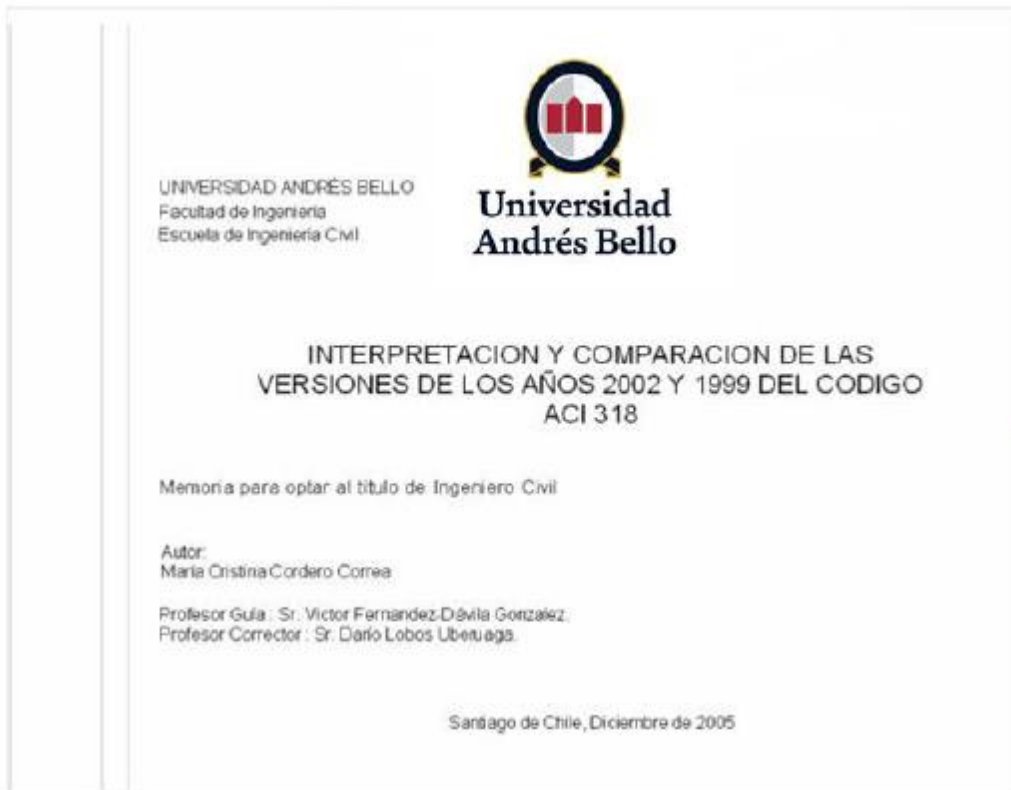 UNIVERSIDAD ANDRÉS BELLO
Facultad de Ingeniería
Escuela de Ingeniería Civil
Universidad
Andrés Bello
INTERPRETACION Y COMPARACION DE LAS
VERSIONES DE LOS AÑOS 2002 Y 1999 DEL CODIGO
ACI 318
Memoria para optar al título de Ingeniero Civil
Autor:
María Cristina Cordero Correa
Profesor Guía : Sr. Victor Fernandez-Dávila Gonzalez.
Profesor Corrector : Sr. Darío Lobos Uberuaga.
Santiago de Chile, Diciembre de 2005